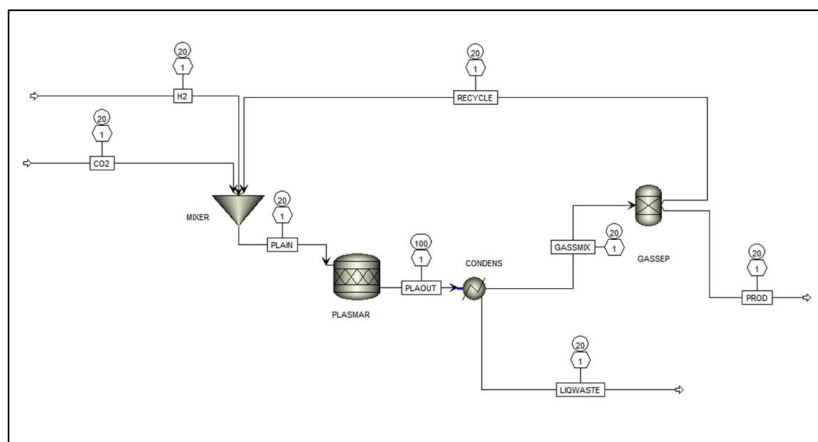 20
1
H2
20
1
RECYCLE
20
1
CO2
MIXER
20
1
PLAIN
PLASMAR
100
1
PLAOUT
CONDENS
GASSMIX
20
1
GASSEP
20
1
PROD
20
1
LIQWASTE